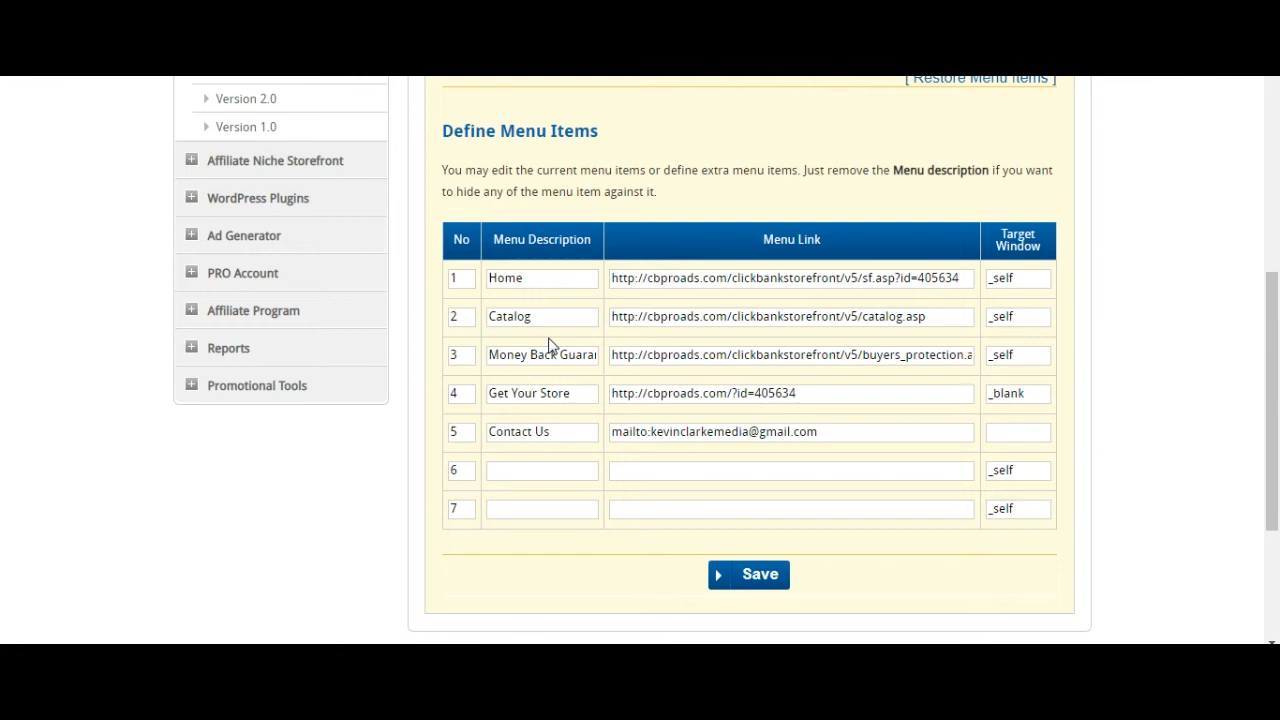 [ Restore Menu Items ]
Version 2.0
Version 1.0
Affiliate Niche Storefront
WordPress Plugins
Ad Generator
PRO Account
Affiliate Program
Reports
Promotional Tools
Define Menu Items
You may edit the current menu items or define extra menu items. Just remove the Menu description if you want
to hide any of the menu item against it.
No Menu Description Menu Link Target Window
1 Home http://cbproads.com/clickbankstorefront/v5/sf.asp?id=405634 _self
2 Catalog http://cbproads.com/clickbankstorefront/v5/catalog.asp _self
3 Money Back Guarar http://cbproads.com/clickbankstorefront/v5/buyers_protection.a _self
4 Get Your Store http://cbproads.com/?id=405634 _blank
5 Contact Us mailto:kevinclarkemedia@gmail.com
6 _self
7 _self
Save